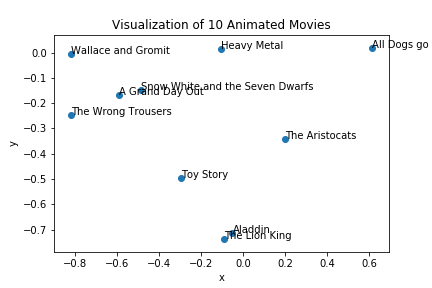 Visualization of 10 Animated Movies
All Dogs go
Heavy Metal
Wallace and Gromit
0.0
−0.1
Snow White and the Seven Dwarfs
A Grand Day Out
−0.2
The Wrong Trousers
−0.3
The Aristocats
y
−0.4
Toy Story
−0.5
−0.6
−0.7
Aladdin
The Lion King
−0.8 −0.6 −0.4 −0.2 0.0 0.2 0.4 0.6
x